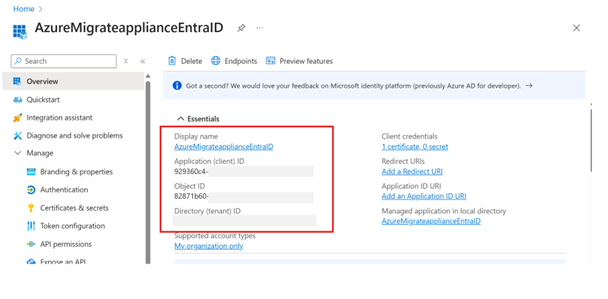 Home >
AzureMigrateapplianceEntraID
Search
Delete Endpoints Preview features
Overview
Quickstart
Integration assistant
Diagnose and solve problems
Manage
Branding & properties
Authentication
Certificates & secrets
Token configuration
API permissions
Expose an API
Got a second? We would love your feedback on Microsoft identity platform (previously Azure AD for developer). →
Essentials
Display name
AzureMigrateapplianceEntraID
Application (client) ID
929360c4-
Object ID
82871b60-
Directory (tenant) ID
Supported account types
My organization only
Client credentials
1 certificate, 0 secret
Redirect URIs
Add a Redirect URI
Application ID URI
Add an Application ID URI
Managed application in local directory
AzureMigrateapplianceEntraID